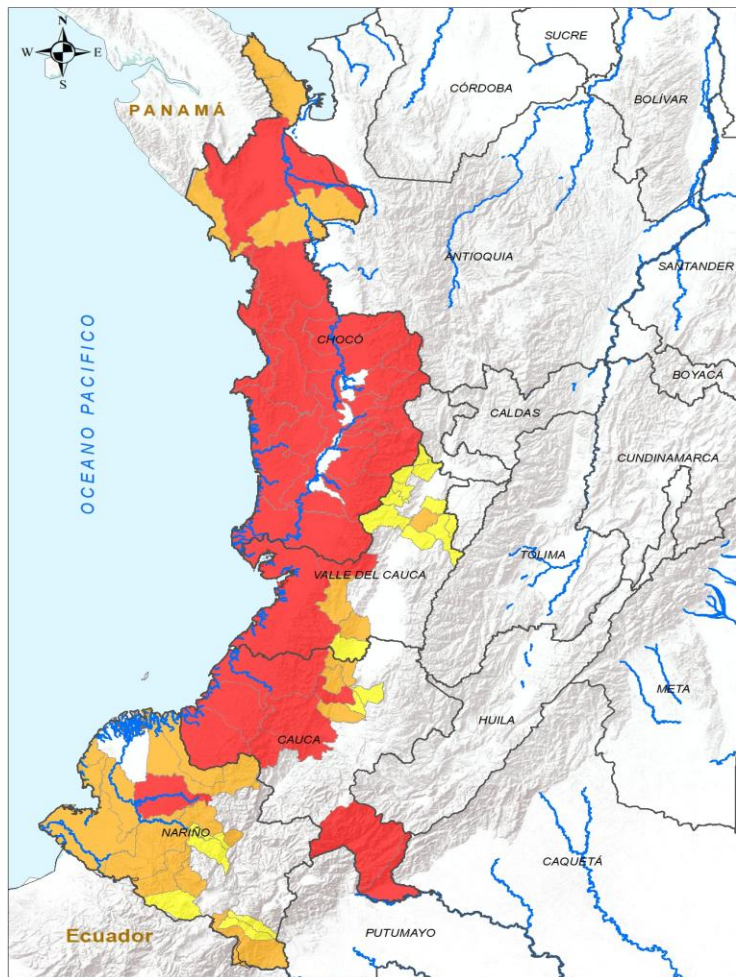 N
W E
S
SUCRE
CÓRDOBA
BOLÍVAR
PANAMÁ
ANTIOQUIA
SANTANDER
OCEANO PACIFICO
CHOCÓ
BOYACÁ
CALDAS
CUNDINAMARCA
TOLIMA
VALLE DEL CAUCA
META
HUILA
CAUCA
NARIÑO
CAQUETÁ
PUTUMAYO
Ecuador